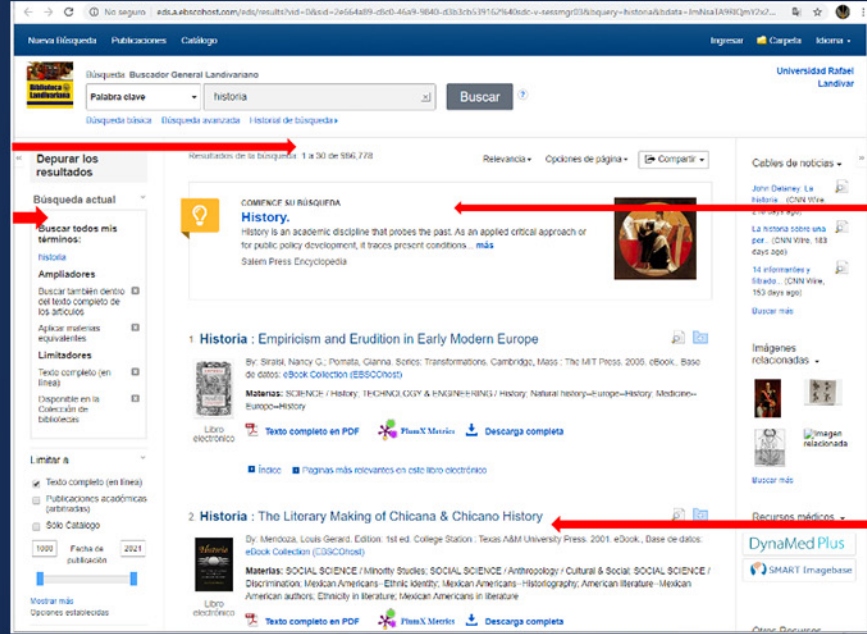 No seguro
Nueva Búsqueda Publicaciones Catálogo
Ingresar Carpeta Idioma
Biblioteca
Landivariana
Búsqueda Buscador General Landivariano
Palabra clave
historia
Buscar
Búsqueda básica Búsqueda avanzada Historial de búsqueda
Universidad Rafael
Landívar
Depurar los
resultados
Búsqueda actual
Buscar todos mis
términos:
historia
Ampliadores
Buscar también dentro
del texto completo de
los artículos
Aplicar materias
equivalentes
Limitadores
Texto completo (en
línea)
Disponible en la
Colección de
bibliotecas
Limitar a
Texto completo (en línea)
Publicaciones académicas
(arbitradas)
Solo Catálogo
1000 Fecha de 2021
publicación
Mostrar más
Opciones establecidas
Resultados de la búsqueda 1 a 30 de 986,778
Relevancia Opciones de página Compartir
COMIENCE SU BÚSQUEDA
History.
History is an academic discipline that probes the past. As an applied critical approach or
for public policy development, it traces present conditions... más
Salem Press Encyclopedia
1. Historia : Empiricism and Erudition in Early Modern Europe
By: Siraisi, Nancy G.; Pomata, Gianna. Series: Transformations. Cambridge, Mass : The MIT Press. 2005. eBook., Base
de datos: eBook Collection (EBSCOhost)
Materias: SCIENCE / History; TECHNOLOGY & ENGINEERING / History; Natural history--Europe--History; Medicine--
Europe--History
Libro
electrónico
Texto completo en PDF PlumX Metrics Descarga completa
Índice Páginas más relevantes en este libro electrónico
2. Historia : The Literary Making of Chicana & Chicano History
By: Mendoza, Louis Gerard. Edition: 1st ed. College Station : Texas A&M University Press. 2001. eBook., Base de datos:
eBook Collection (EBSCOhost)
Materias: SOCIAL SCIENCE / Minority Studies; SOCIAL SCIENCE / Anthropology / Cultural & Social; SOCIAL SCIENCE /
Discrimination; Mexican Americans--Ethnic identity; Mexican Americans--Historiography; American literature--Mexican
American authors; Ethnicity in literature; Mexican Americans in literature
Libro
electrónico
Texto completo en PDF PlumX Metrics Descarga completa
Cables de noticias
John Delaney: La
historia... (CNN Wire,
days ago)
La historia sobre una
por... (CNN Wire, 183
days ago)
14 informantes y
filtrado... (CNN Wire,
153 days ago)
Buscar más
Imágenes
relacionadas
Imagen
relacionada
Buscar más
Recursos médicos
DynaMed Plus
SMART Imagebase
Otros Recursos